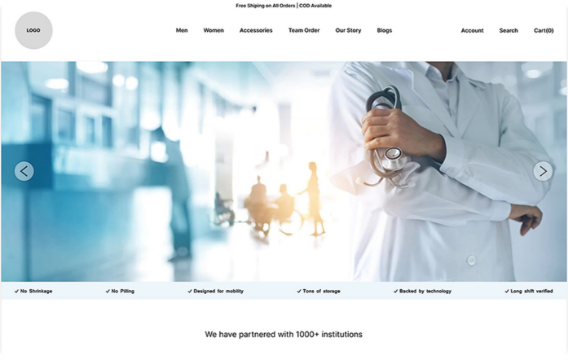 Free Shiping on All Orders | COD Available
LOGO
Men Women Accessories Team Order Our Story Blogs Account Search Cart(0)
✓ No Shrinkage ✓ No Pilling ✓ Designed for mobility ✓ Tons of storage ✓ Backed by technology ✓ Long shift verified
We have partnered with 1000+ institutions